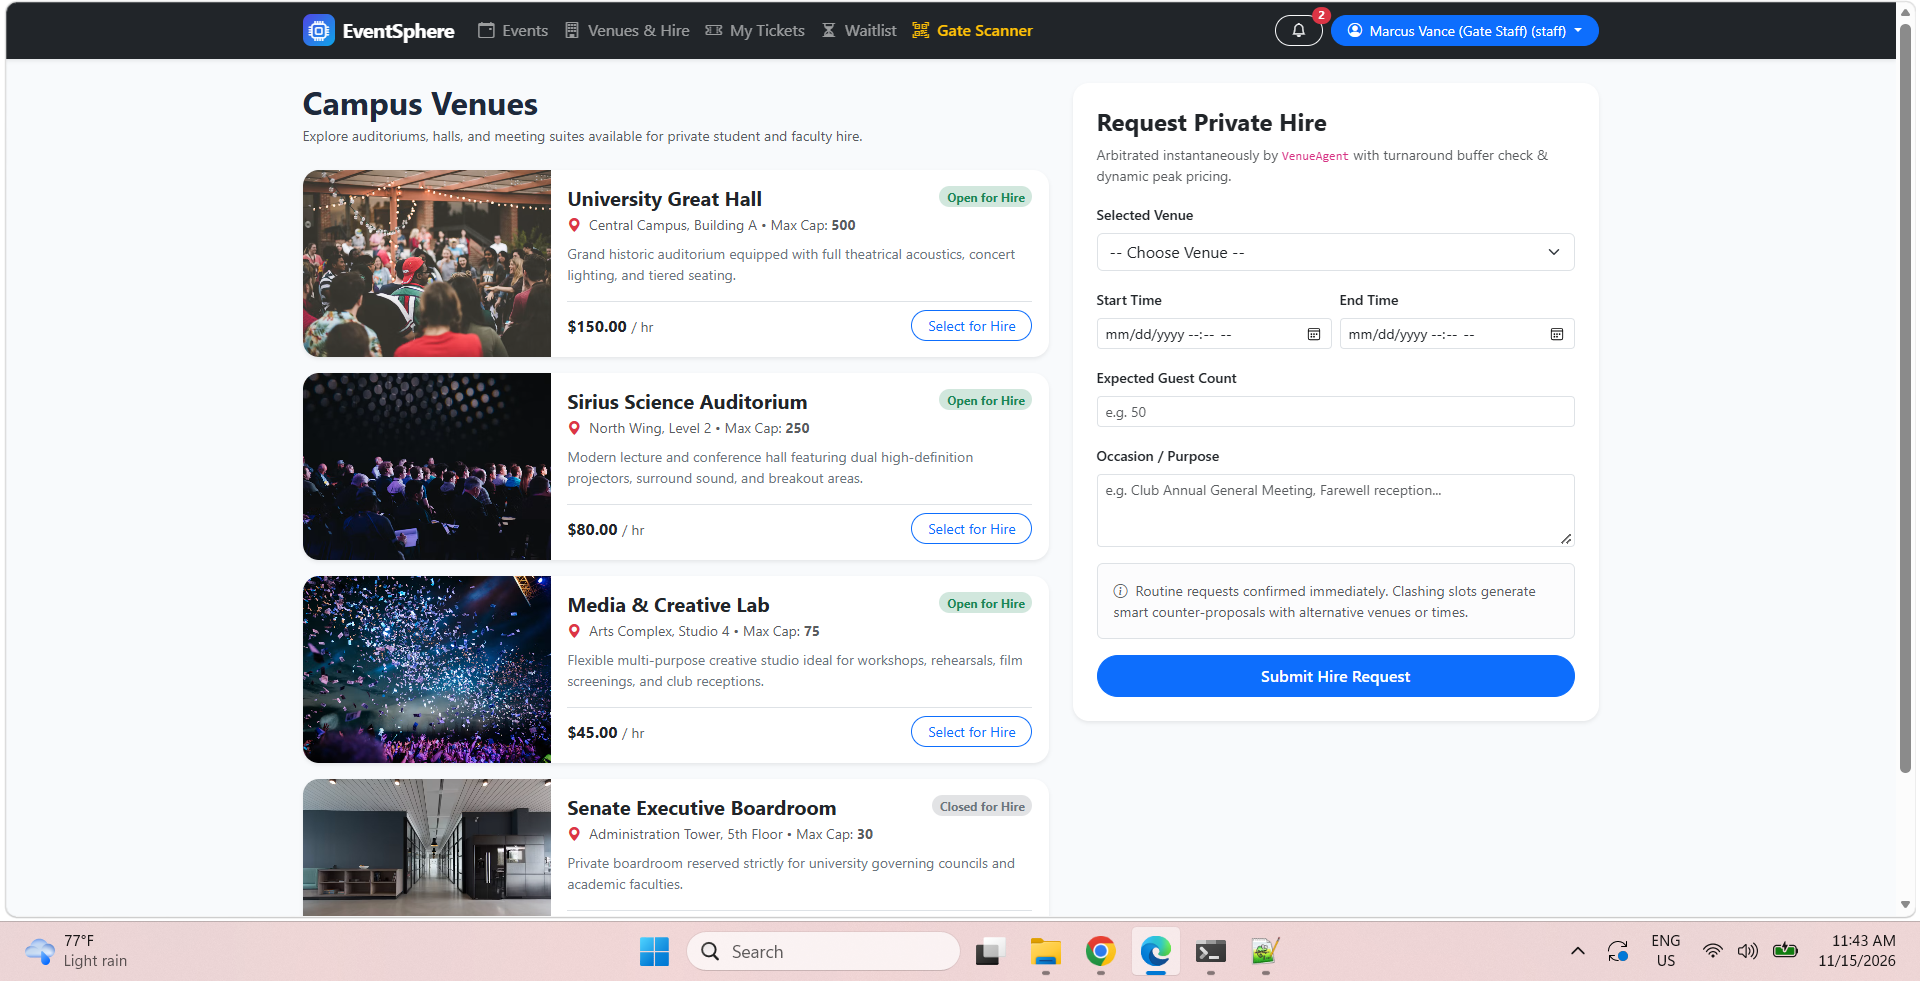 EventSphere
Events
Venues & Hire
My Tickets
Waitlist
Gate Scanner
2
Marcus Vance (Gate Staff) (staff)
Campus Venues
Explore auditoriums, halls, and meeting suites available for private student and faculty hire.
University Great Hall
Open for Hire
Central Campus, Building A • Max Cap: 500
Grand historic auditorium equipped with full theatrical acoustics, concert
lighting, and tiered seating.
$150.00 / hr
Select for Hire
Sirius Science Auditorium
Open for Hire
North Wing, Level 2 • Max Cap: 250
Modern lecture and conference hall featuring dual high-definition
projectors, surround sound, and breakout areas.
$80.00 / hr
Select for Hire
Media & Creative Lab
Open for Hire
Arts Complex, Studio 4 • Max Cap: 75
Flexible multi-purpose creative studio ideal for workshops, rehearsals, film
screenings, and club receptions.
$45.00 / hr
Select for Hire
Senate Executive Boardroom
Closed for Hire
Administration Tower, 5th Floor • Max Cap: 30
Private boardroom reserved strictly for university governing councils and
academic faculties.
Request Private Hire
Arbitrated instantaneously by VenueAgent with turnaround buffer check &
dynamic peak pricing.
Selected Venue
-- Choose Venue --
Start Time
End Time
mm/dd/yyyy --:-- --
mm/dd/yyyy --:-- --
Expected Guest Count
e.g. 50
Occasion / Purpose
e.g. Club Annual General Meeting, Farewell reception...
Routine requests confirmed immediately. Clashing slots generate
smart counter-proposals with alternative venues or times.
Submit Hire Request
77°F
Light rain
Search
ENG
US
11:43 AM
11/15/2026